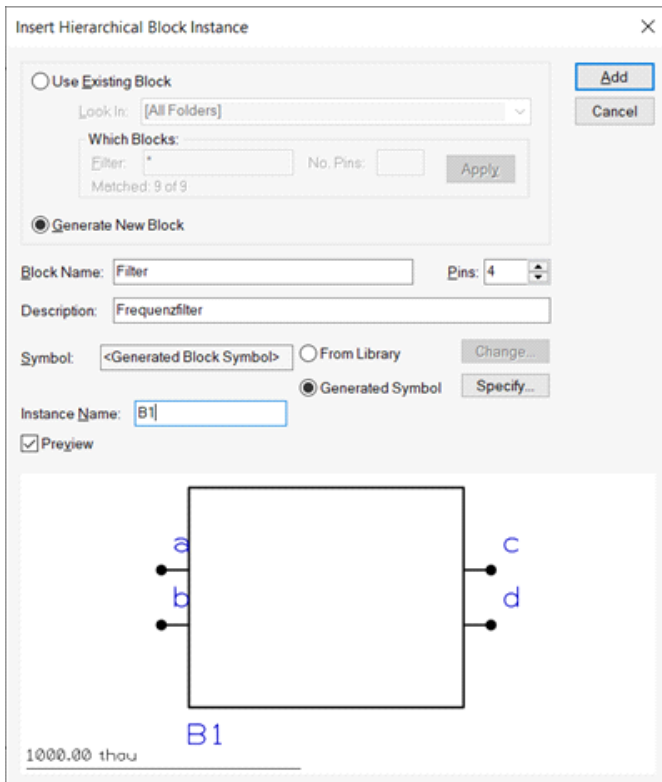 Insert Hierarchical Block Instance
Use Existing Block
Add
Look In: [All Folders]
Cancel
Which Blocks:
Filter: * No. Pins: Apply
Matched: 9 of 9
Generate New Block
Block Name: Filter Pins: 4
Description: Frequenzfilter
Symbol: <Generated Block Symbol> From Library Change...
Generated Symbol Specify...
Instance Name: B1
Preview
a c
b d
B1
1000.00 thou